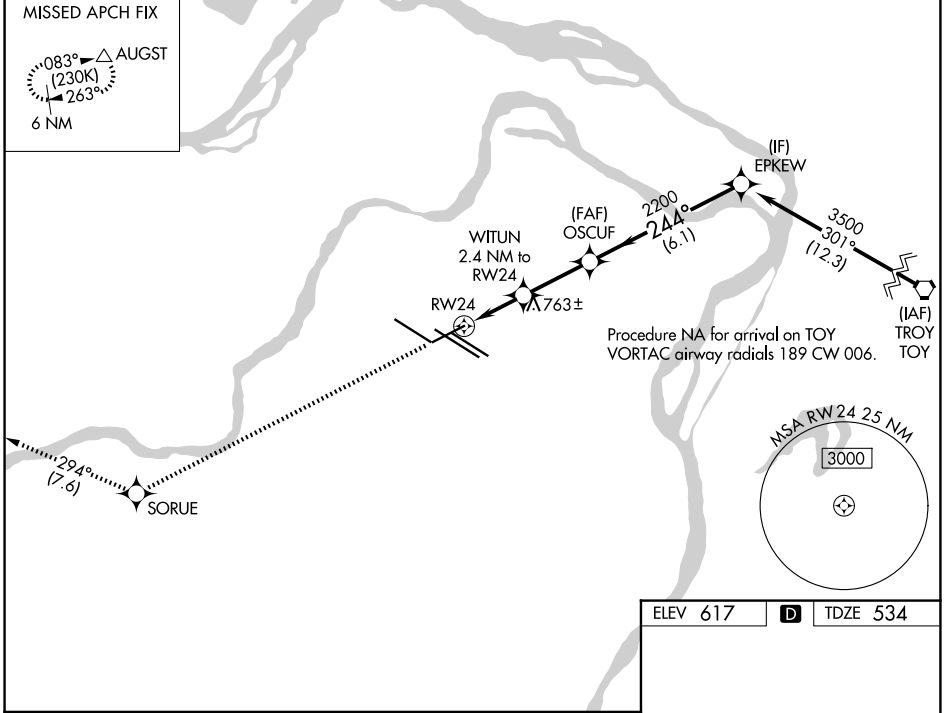 MISSED APCH FIX
083° AUGST
(230K)
263°
6 NM
(IF)
EPKEW
2200
244°
(6.1)
3500
301°
(12.3)
(FAF)
OSCUF
WITUN
2.4 NM to
RW24
763±
RW24
(IAF)
TROY
TOY
Procedure NA for arrival on TOY
VORTAC airway radials 189 CW 006.
MSA RW24 25 NM
3000
294°
(7.6)
SORUE
ELEV 617 D TDZE 534